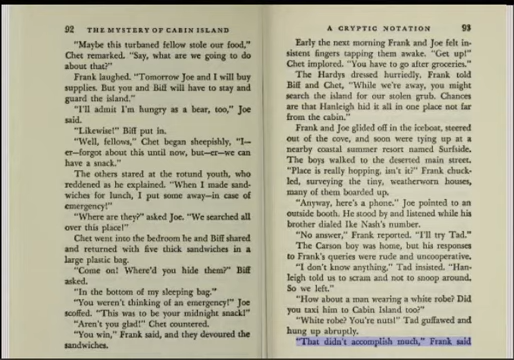 92 THE MYSTERY OF CABIN ISLAND
"Maybe this turbaned fellow stole our food,"
Chet remarked. "Say, what are we going to do
about that?"
Frank laughed. "Tomorrow Joe and I will buy
supplies. But you and Biff will have to stay and
guard the island."
"I'll admit I'm hungry as a bear, too," Joe
said.
"Likewise!" Biff put in.
"Well, fellows," Chet began sheepishly, "I—
er—forgot about this until now, but—er—we can
have a snack."
The others stared at the rotund youth, who
reddened as he explained. "When I made sand-
wiches for lunch, I put some away—in case of
emergency!"
"Where are they?" asked Joe. "We searched all
over this place!"
Chet went into the bedroom he and Biff shared
and returned with five thick sandwiches in a
large plastic bag.
"Come on! Where'd you hide them?" Biff
asked.
"In the bottom of my sleeping bag."
"You weren't thinking of an emergency!" Joe
scoffed. "This was to be your midnight snack!"
"Aren't you glad!" Chet countered.
"You win," Frank said, and they devoured the
sandwiches.
A CRYPTIC NOTATION 93
Early the next morning Frank and Joe felt in-
sistent fingers tapping them awake. "Get up!"
Chet implored. "You have to go after groceries."
The Hardys dressed hurriedly. Frank told
Biff and Chet, "While we're away, you might
search the island for our stolen grub. Chances
are that Hanleigh hid it all in one place not far
from the cabin."
Frank and Joe glided off in the iceboat, steered
out of the cove, and soon were tying up at a
nearby coastal summer resort named Surfside.
The boys walked to the deserted main street.
"Place is really hopping, isn't it?" Frank chuck-
led, surveying the tiny, weatherworn houses,
many of them boarded up.
"Anyway, here's a phone." Joe pointed to an
outside booth. He stood by and listened while his
brother dialed Ike Nash's number.
"No answer," Frank reported. "I'll try Tad."
The Carson boy was home, but his responses
to Frank's queries were rude and uncooperative.
"I don't know anything," Tad insisted. "Han-
leigh told us to scram and not to snoop around.
So we left."
"How about a man wearing a white robe? Did
you taxi him to Cabin Island too?"
"White robe? You're nuts!" Tad guffawed and
hung up abruptly.
"That didn't accomplish much," Frank said